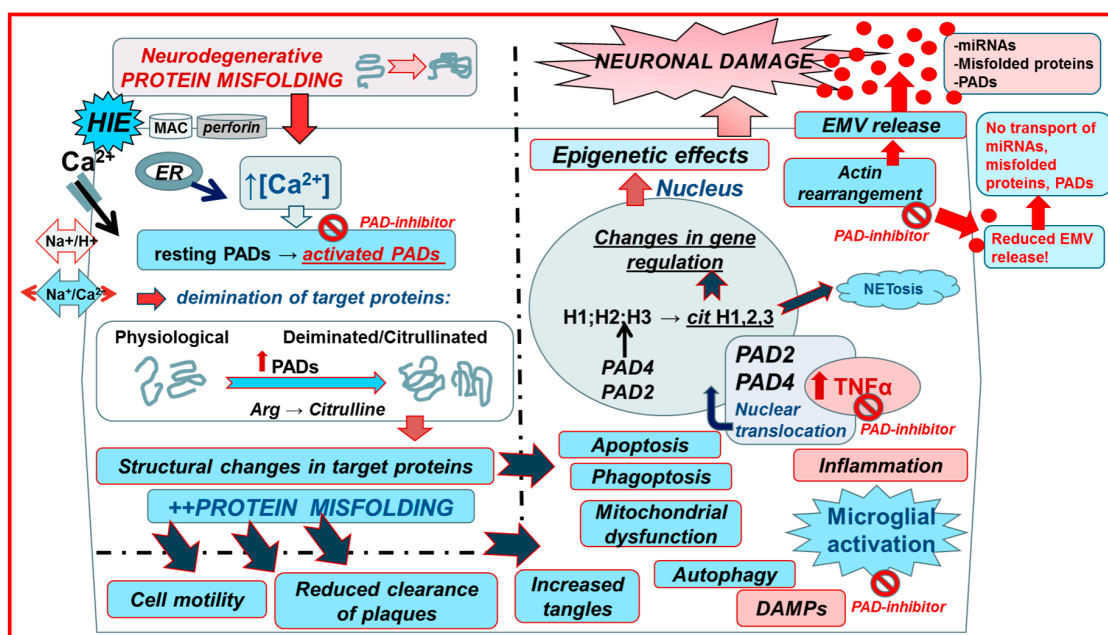 Neurodegenerative
PROTEIN MISFOLDING
HIE
MAC
perforin
Ca2+
ER
↑[Ca2+]
PAD-inhibitor
resting PADs → activated PADs
Na+/H+
Na+/Ca2-
deimination of target proteins:
Physiological
Deiminated/Citrullinated
PADs
Arg → Citrulline
Structural changes in target proteins
++PROTEIN MISFOLDING
Cell motility
Reduced clearance
of plaques
Increased
tangles
NEURONAL DAMAGE
-miRNAs
-Misfolded proteins
-PADs
EMV release
No transport of
miRNAs,
misfolded
proteins, PADs
Epigenetic effects
Actin
rearrangement
Nucleus
PAD-inhibitor
Reduced EMV
release!
Changes in gene
regulation
NETosis
H1;H2;H3 → cit H1,2,3
PAD4
PAD2
PAD2
PAD4
TNFα
Nuclear
translocation
PAD-inhibitor
Apoptosis
Phagoptosis
Inflammation
Mitochondrial
dysfunction
Microglial
activation
Autophagy
DAMPs
PAD-inhibitor